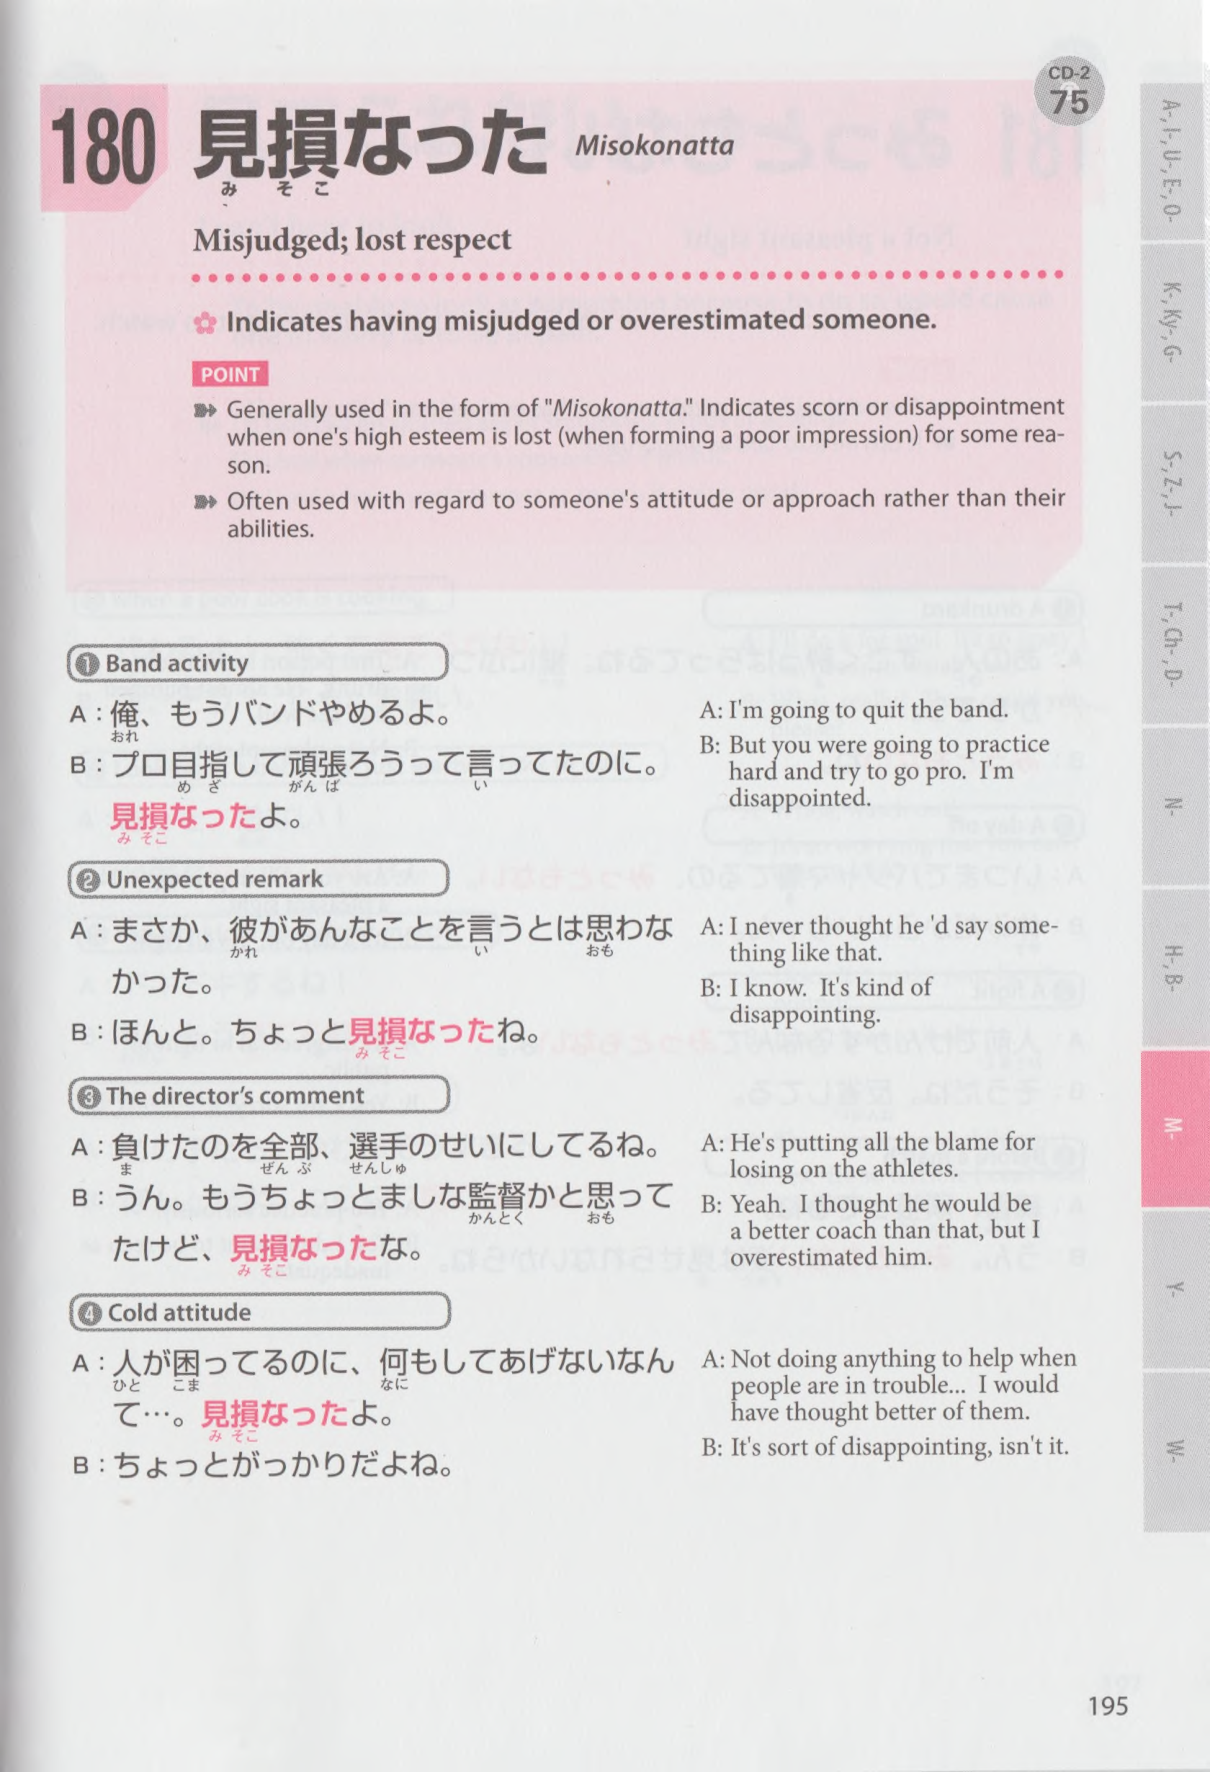 CD-2
75
180 見損なった Misokonatta
み そこ
Misjudged; lost respect
Indicates having misjudged or overestimated someone.
POINT
Generally used in the form of "Misokonatta." Indicates scorn or disappointment
when one's high esteem is lost (when forming a poor impression) for some rea-
son.
Often used with regard to someone's attitude or approach rather than their
abilities.
❶ Band activity
A：俺、もうバンドやめるよ。
おれ
B：プロ目指して頑張ろうって言ってたのに。
め ざ がん ば い
見損なったよ。
み そこ
A: I'm going to quit the band.
B: But you were going to practice
hard and try to go pro. I'm
disappointed.
❷ Unexpected remark
A：まさか、彼があんなことを言うとは思わな
かれ い おも
かった。
B：ほんと。ちょっと見損なったね。
み そこ
A: I never thought he 'd say some-
thing like that.
B: I know. It's kind of
disappointing.
❸ The director's comment
A：負けたのを全部、選手のせいにしてるね。
ま ぜん ぶ せんしゅ
B：うん。もうちょっとましな監督かと思って
かんとく おも
たけど、見損なったな。
み そこ
A: He's putting all the blame for
losing on the athletes.
B: Yeah. I thought he would be
a better coach than that, but I
overestimated him.
❹ Cold attitude
A：人が困ってるのに、何もしてあげないなん
ひと こま なに
て…。見損なったよ。
み そこ
B：ちょっとがっかりだよね。
A: Not doing anything to help when
people are in trouble... I would
have thought better of them.
B: It's sort of disappointing, isn't it.
A-, I-, U-, E-, O-
K-, Ky-, G-
S-, Z-, J-
T-, Ch-, D-
N-
H-, B-
M-
Y-
W-
195